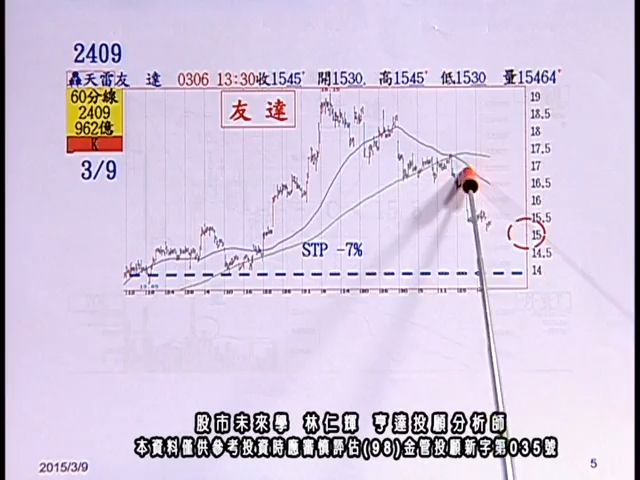 2409
轟天雷友 達 0306 13:30收1545 開1530 高1545 低1530 量15464
60分線
2409
962億
K
3/9
友達
19
18.5
18
17.5
17
16.5
16
15.5
15
14.5
14
STP -7%
股市未來學 林仁輝 亨達投顧分析師
本資料僅供參考投資時應審慎評估(98)金管投顧新字第035號
2015/3/9
5